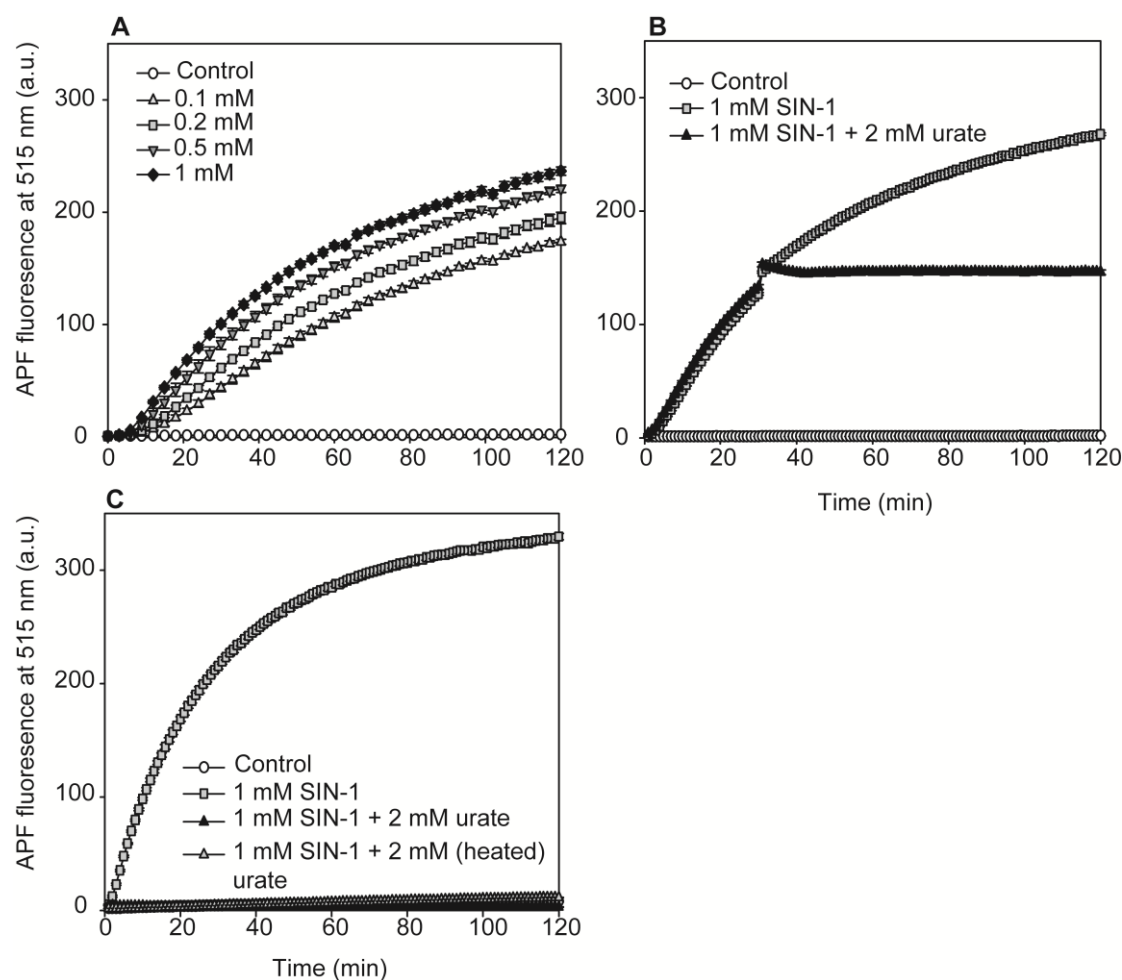 A
APF fluoresence at 515 nm (a.u.)
300
200
100
0
Control
0.1 mM
0.2 mM
0.5 mM
1 mM
0 20 40 60 80 100 120
B
300
200
100
0
Control
1 mM SIN-1
1 mM SIN-1 + 2 mM urate
0 20 40 60 80 100 120
Time (min)
C
APF fluoresence at 515 nm (a.u.)
300
200
100
0
Control
1 mM SIN-1
1 mM SIN-1 + 2 mM urate
1 mM SIN-1 + 2 mM (heated)
urate
0 20 40 60 80 100 120
Time (min)